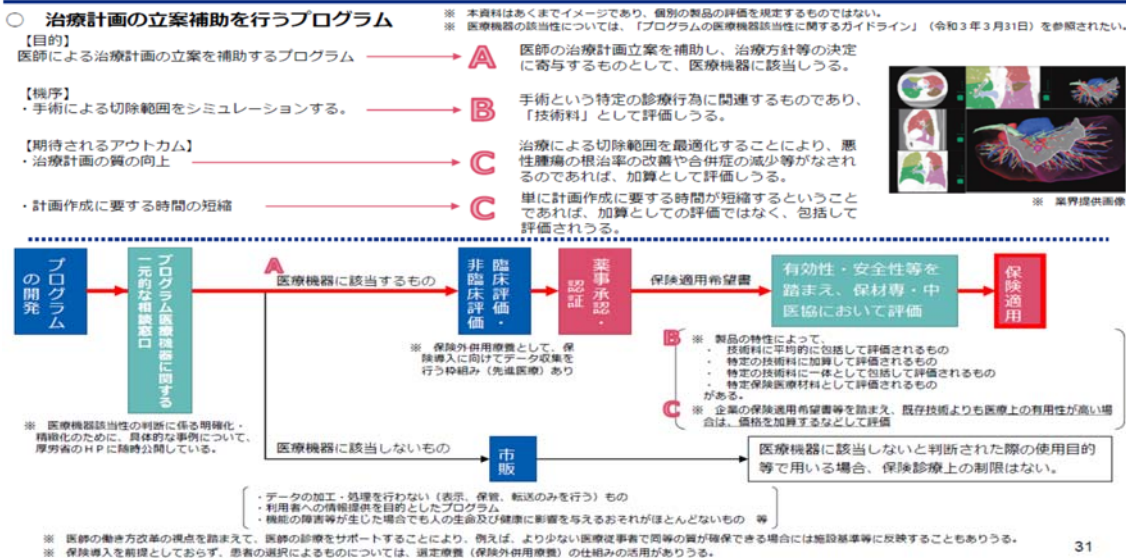 ○ 治療計画の立案補助を行うプログラム
※ 本資料はあくまでイメージであり、個別の製品の評価を規定するものではない。
※ 医療機器の該当性については、「プログラムの医療機器該当性に関するガイドライン」（令和３年３月31日）を参照されたい。
【目的】
医師による治療計画の立案を補助するプログラム
A
医師の治療計画立案を補助し、治療方針等の決定
に寄与するものとして、医療機器に該当しうる。
【機序】
・手術による切除範囲をシミュレーションする。
B
手術という特定の診療行為に関連するものであり、
「技術料」として評価しうる。
【期待されるアウトカム】
・治療計画の質の向上
C
治療による切除範囲を最適化することにより、悪
性腫瘍の根治率の改善や合併症の減少等がなされ
るのであれば、加算として評価しうる。
・計画作成に要する時間の短縮
C
単に計画作成に要する時間が短縮するということ
であれば、加算としての評価ではなく、包括して
評価されうる。
※ 業界提供画像
プログラム
の開発
プログラム医療機器に関する
一元的な相談窓口
A
医療機器に該当するもの
臨床評価・
非臨床評価
薬事承認・
認証
保険適用希望書
有効性・安全性等を
踏まえ、保材専・中
医協において評価
保険適用
※ 保険外併用療養として、保
険導入に向けてデータ収集を
行う枠組み（先進医療）あり
B
※ 製品の特性によって、
・ 技術料に平均的に包括して評価されるもの
・ 特定の技術料に加算して評価されるもの
・ 特定の技術料に一体として包括して評価されるもの
・ 特定保険医療材料として評価されるもの
がある。
C
※ 企業の保険適用希望書等を踏まえ、既存技術よりも医療上の有用性が高い場
合は、価格を加算するなどして評価
※ 医療機器該当性の判断に係る明確化・
精緻化のために、具体的な事例について、
厚労省のＨＰに随時公開している。
医療機器に該当しないもの
市販
医療機器に該当しないと判断された際の使用目的
等で用いる場合、保険診療上の制限はない。
・データの加工・処理を行わない（表示、保管、転送のみを行う）もの
・利用者への情報提供を目的としたプログラム
・機能の障害等が生じた場合でも人の生命及び健康に影響を与えるおそれがほとんどないもの 等
※ 医師の働き方改革の視点を踏まえて、医師の診療をサポートすることにより、例えば、より少ない医療従事者で同等の質が確保できる場合には施設基準等に反映することもありうる。
※ 保険導入を前提としておらず、患者の選択によるものについては、選定療養（保険外併用療養）の仕組みの活用がありうる。
31